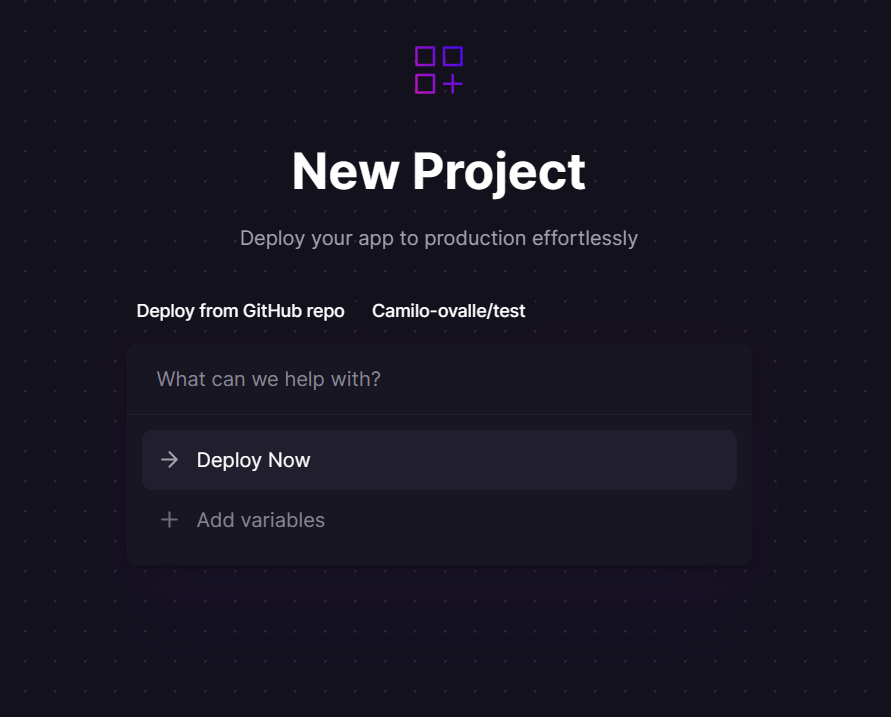 New Project
Deploy your app to production effortlessly
Deploy from GitHub repo Camilo-ovalle/test
What can we help with?
Deploy Now
Add variables